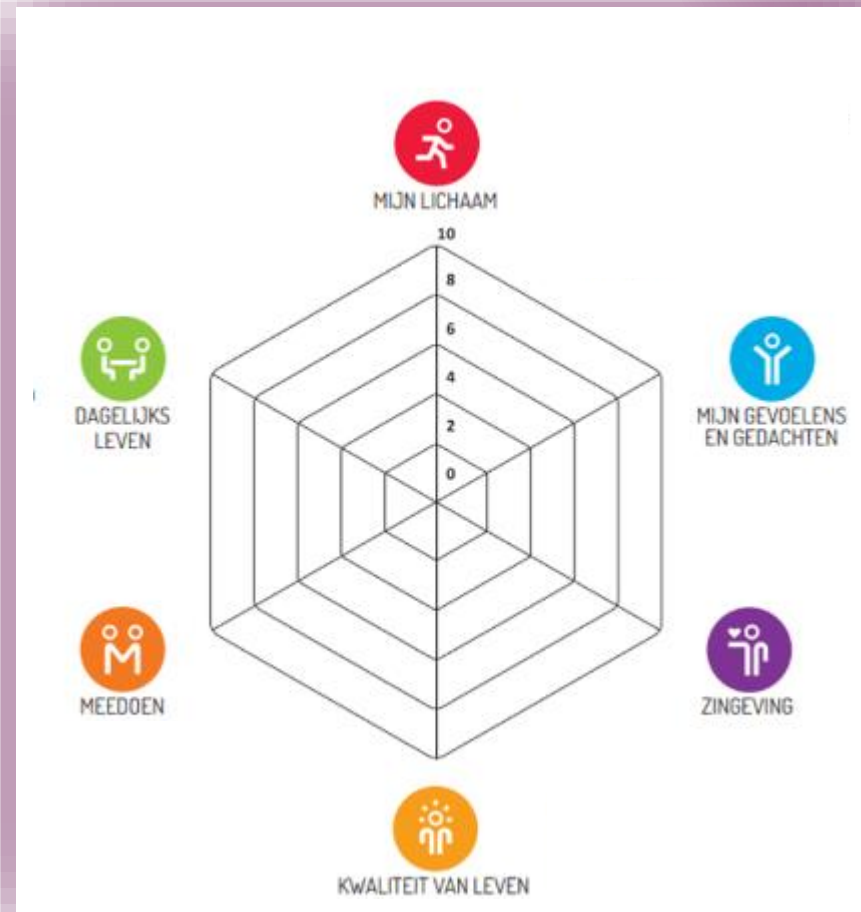 MIJN LICHAAM
10
8
6
4
2
0
DAGELIJKS
LEVEN
MIJN GEVOELENS
EN GEDACHTEN
MEEDOEN
ZINGEVING
KWALITEIT VAN LEVEN